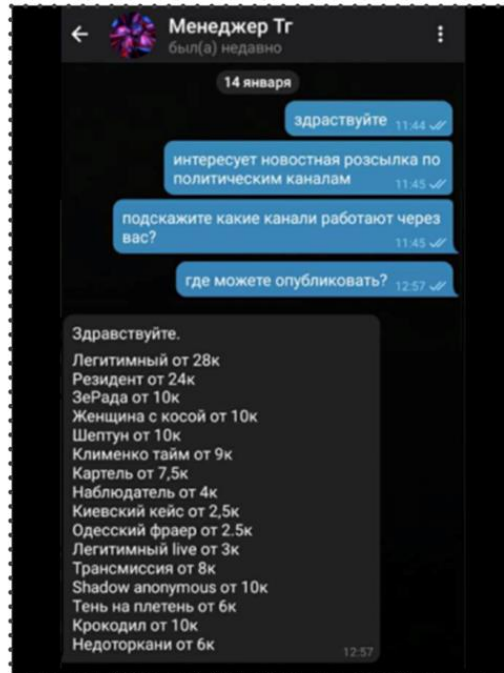 Менеджер Тг
был(а) недавно
14 января
здраствуйте 11:44
интересует новостная розсылка по
политическим каналам 11:45
подскажите какие канали работают через
вас? 11:45
где можете опубликовать? 12:57
Здравствуйте.
Легитимный от 28к
Резидент от 24к
ЗеРада от 10к
Женщина с косой от 10к
Шептун от 10к
Клименко тайм от 9к
Картель от 7,5к
Наблюдатель от 4к
Киевский кейс от 2,5к
Одесский фраер от 2.5к
Легитимный live от 3к
Трансмиссия от 8к
Shadow anonymous от 10к
Тень на плетень от 6к
Крокодил от 10к
Недоторкани от 6к 12:57